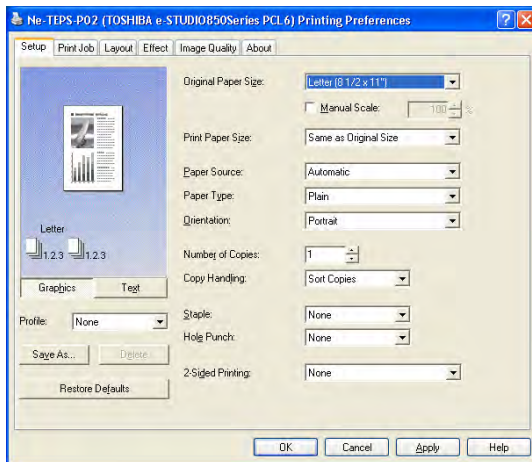 Ne-TEPS-P02 (TOSHIBA e-STUDIO850Series PCL6) Printing Preferences
Setup Print Job Layout Effect Image Quality About
Original Paper Size: Letter (8 1/2 x 11")
Manual Scale: 100 %
Print Paper Size: Same as Original Size
Paper Source: Automatic
Paper Type: Plain
Orientation: Portrait
Letter
1.2.3 1.2.3
Number of Copies: 1
Copy Handling: Sort Copies
Graphics Text
Profile: None
Staple: None
Hole Punch: None
Save As... Delete
2-Sided Printing: None
Restore Defaults
OK Cancel Apply Help